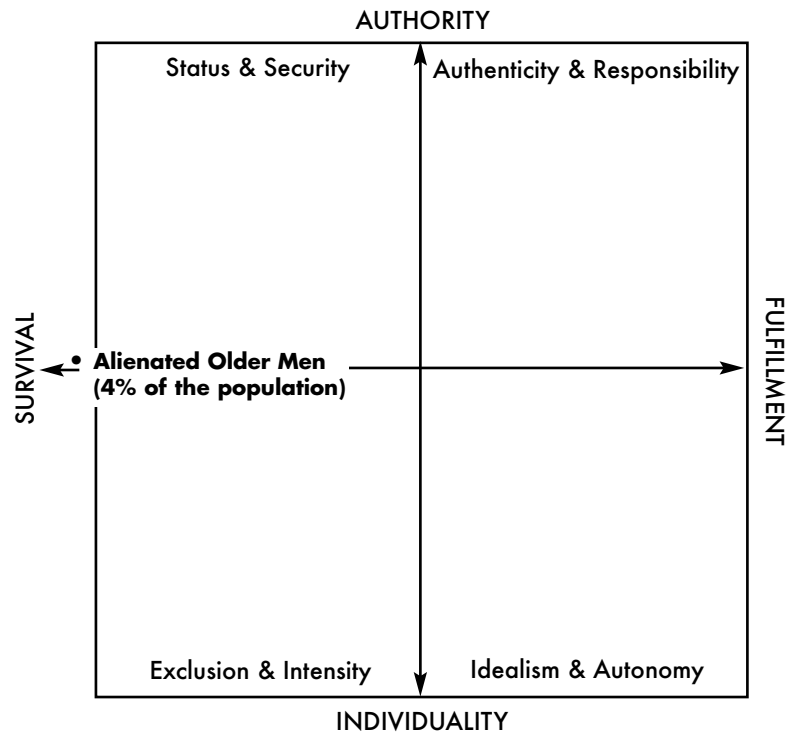 AUTHORITY
Status & Security
Authenticity & Responsibility
SURVIVAL
• Alienated Older Men
(4% of the population)
FULFILLMENT
Exclusion & Intensity
Idealism & Autonomy
INDIVIDUALITY